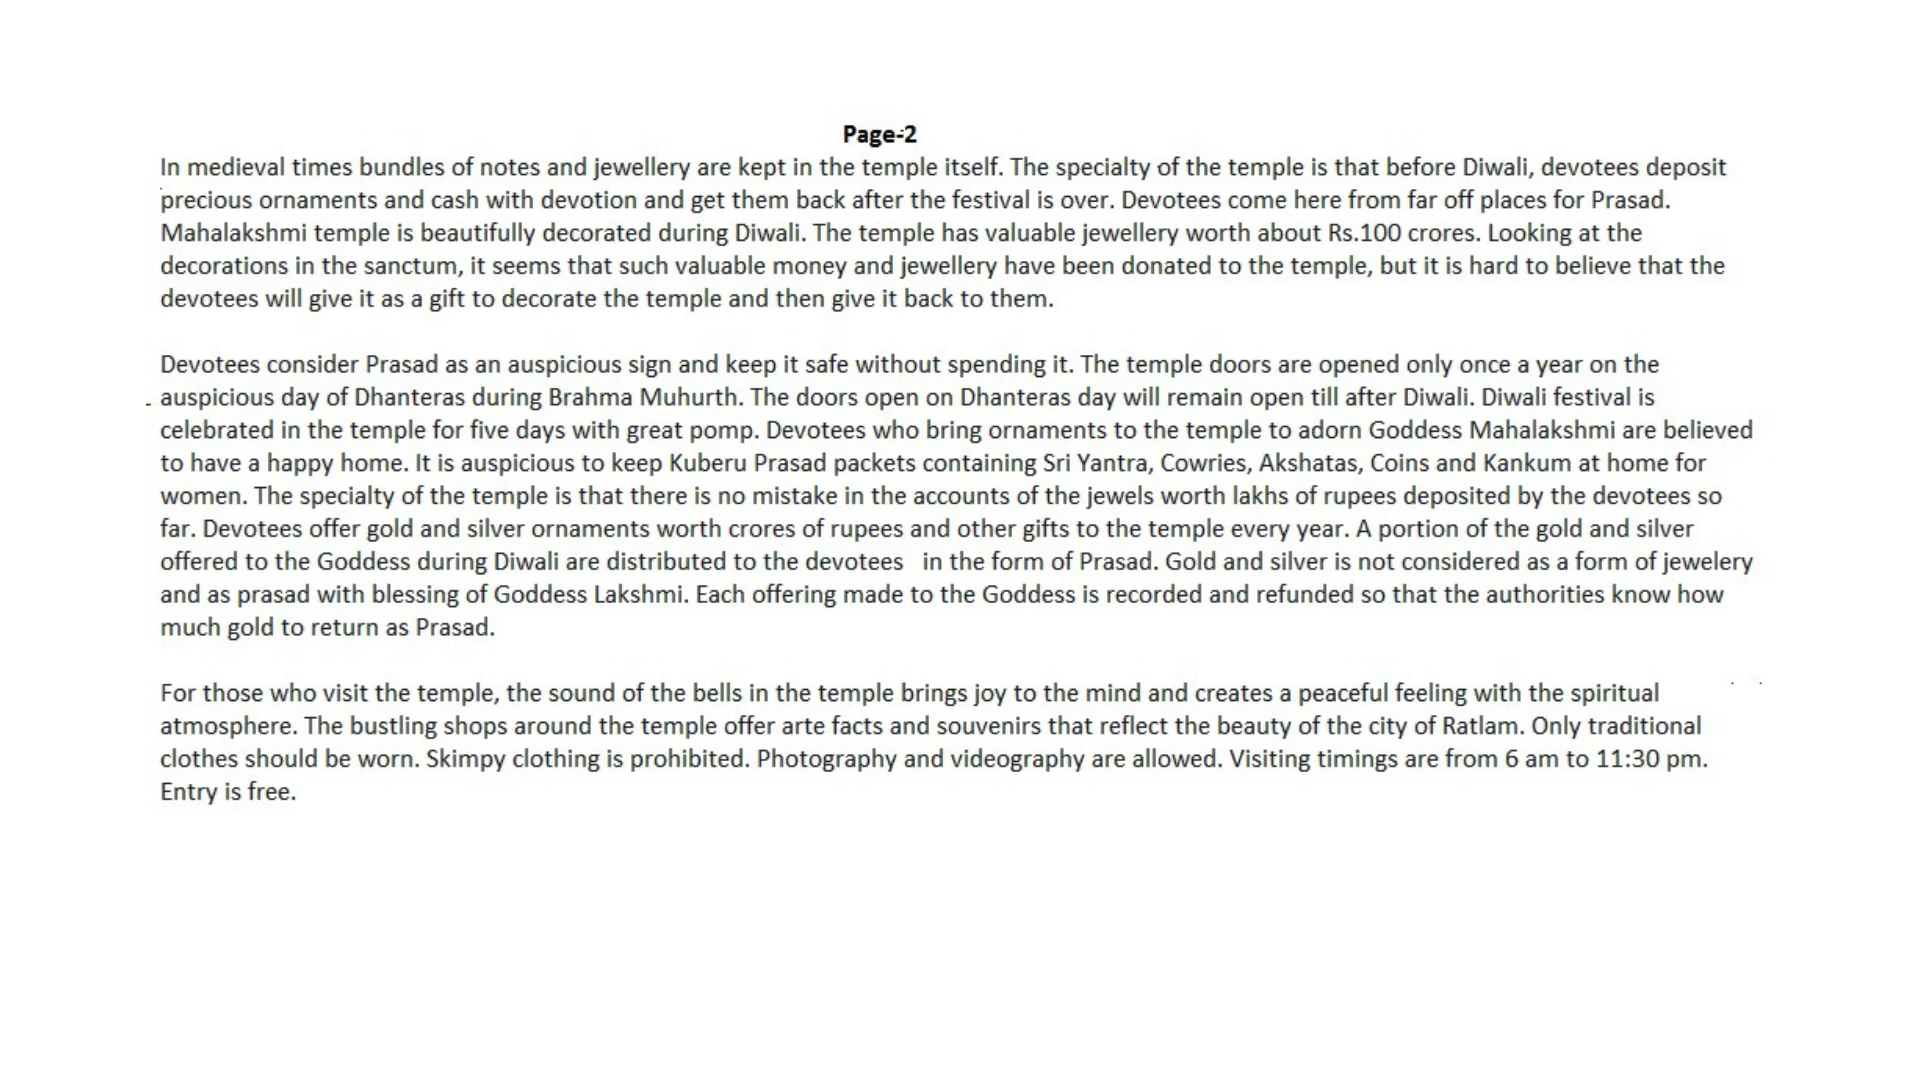 Page-2
In medieval times bundles of notes and jewellery are kept in the temple itself. The specialty of the temple is that before Diwali, devotees deposit
precious ornaments and cash with devotion and get them back after the festival is over. Devotees come here from far off places for Prasad.
Mahalakshmi temple is beautifully decorated during Diwali. The temple has valuable jewellery worth about Rs.100 crores. Looking at the
decorations in the sanctum, it seems that such valuable money and jewellery have been donated to the temple, but it is hard to believe that the
devotees will give it as a gift to decorate the temple and then give it back to them.
Devotees consider Prasad as an auspicious sign and keep it safe without spending it. The temple doors are opened only once a year on the
auspicious day of Dhanteras during Brahma Muhurth. The doors open on Dhanteras day will remain open till after Diwali. Diwali festival is
celebrated in the temple for five days with great pomp. Devotees who bring ornaments to the temple to adorn Goddess Mahalakshmi are believed
to have a happy home. It is auspicious to keep Kuberu Prasad packets containing Sri Yantra, Cowries, Akshatas, Coins and Kankum at home for
women. The specialty of the temple is that there is no mistake in the accounts of the jewels worth lakhs of rupees deposited by the devotees so
far. Devotees offer gold and silver ornaments worth crores of rupees and other gifts to the temple every year. A portion of the gold and silver
offered to the Goddess during Diwali are distributed to the devotees   in the form of Prasad. Gold and silver is not considered as a form of jewelery
and as prasad with blessing of Goddess Lakshmi. Each offering made to the Goddess is recorded and refunded so that the authorities know how
much gold to return as Prasad.
For those who visit the temple, the sound of the bells in the temple brings joy to the mind and creates a peaceful feeling with the spiritual
atmosphere. The bustling shops around the temple offer arte facts and souvenirs that reflect the beauty of the city of Ratlam. Only traditional
clothes should be worn. Skimpy clothing is prohibited. Photography and videography are allowed. Visiting timings are from 6 am to 11:30 pm.
Entry is free.